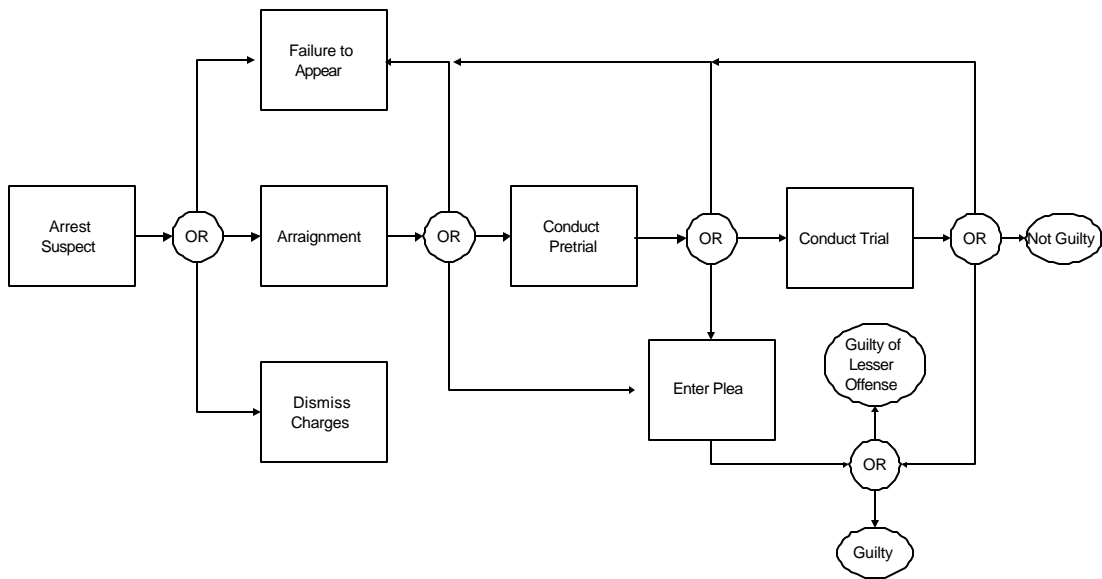 Failure to
Appear
Arrest
Suspect
OR
Arraignment
OR
Conduct
Pretrial
OR
Conduct Trial
OR
Not Guilty
Dismiss
Charges
Enter Plea
Guilty of
Lesser
Offense
OR
Guilty